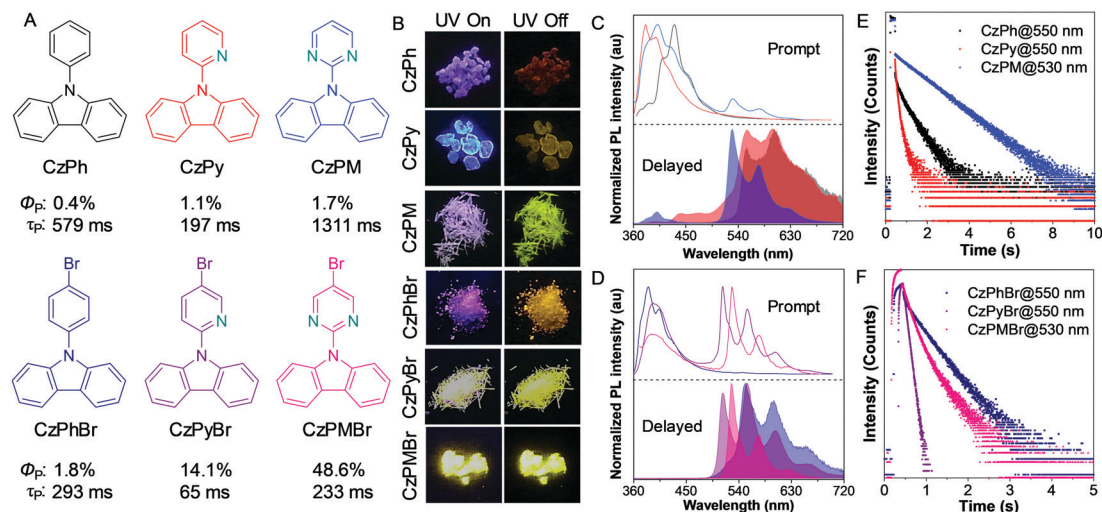 A
N
N
N
N
N
N
CzPh
CzPy
CzPM
ΦP: 0.4%
1.1%
1.7%
τP: 579 ms
197 ms
1311 ms
Br
Br
Br
N
N
N
N
N
N
CzPhBr
CzPyBr
CzPMBr
ΦP: 1.8%
14.1%
48.6%
τP: 293 ms
65 ms
233 ms
B
UV On
UV Off
CzPh
CzPy
CzPM
CzPhBr
CzPyBr
CzPMBr
C
Normalized PL intensity (au)
Prompt
Delayed
360 450 540 630 720
Wavelength (nm)
D
Normalized PL intensity (au)
Prompt
Delayed
360 450 540 630 720
Wavelength (nm)
E
Intensity (Counts)
CzPh@550 nm
CzPy@550 nm
CzPM@530 nm
0 2 4 6 8 10
Time (s)
F
Intensity (Counts)
CzPhBr@550 nm
CzPyBr@550 nm
CzPMBr@530 nm
0 1 2 3 4 5
Time (s)